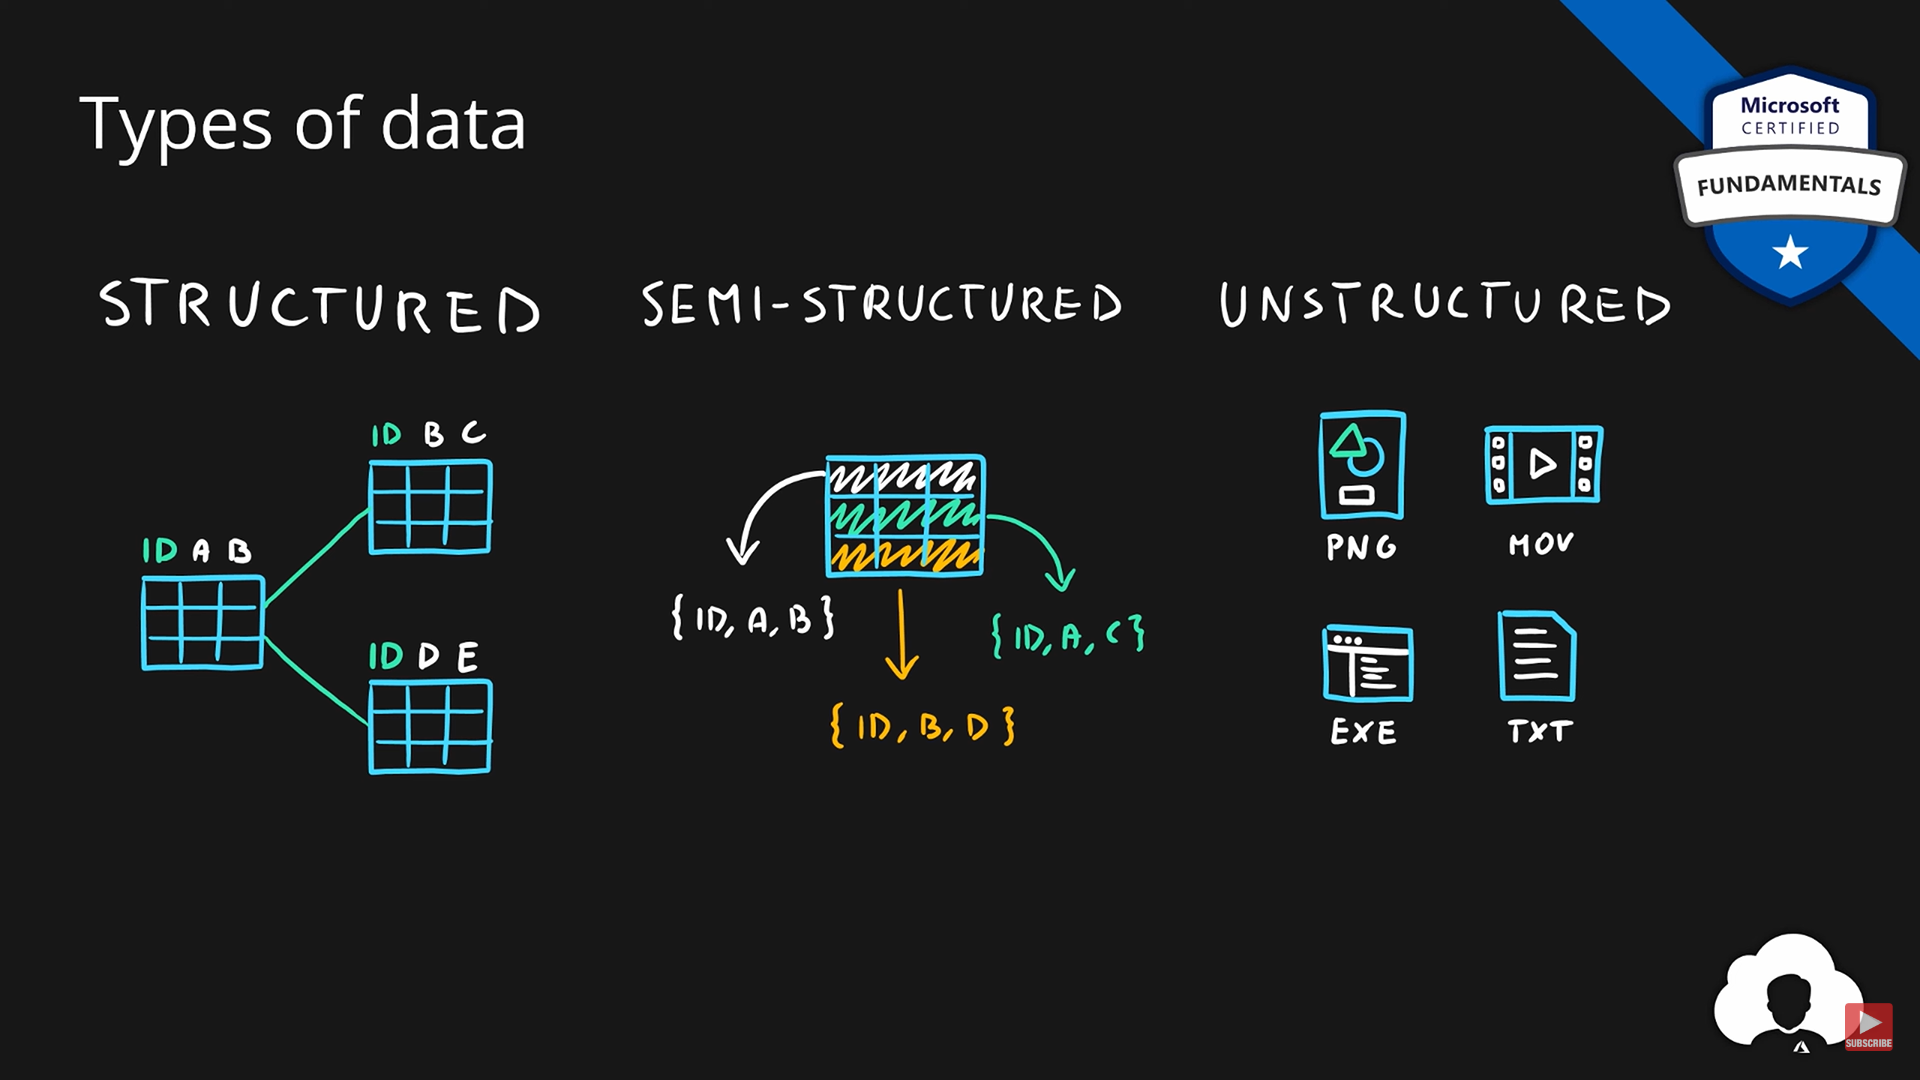 Types of data
Microsoft
CERTIFIED
FUNDAMENTALS
STRUCTURED
SEMI-STRUCTURED
UNSTRUCTURED
ID B C
ID A B
ID D E
{ID, A, B}
{ID, A, C}
{ID, B, D}
PNG
MOV
EXE
TXT
SUBSCRIBE